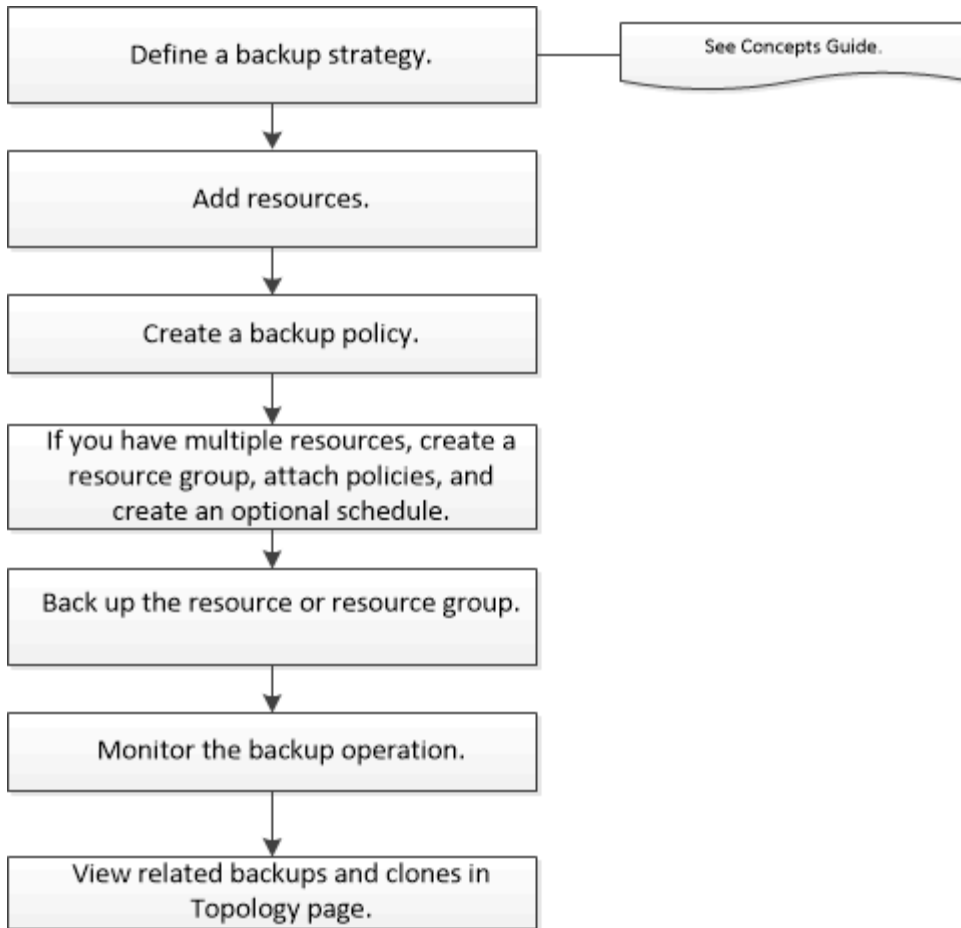 Define a backup strategy.
See Concepts Guide.
Add resources.
Create a backup policy.
If you have multiple resources, create a
resource group, attach policies, and
create an optional schedule.
Back up the resource or resource group.
Monitor the backup operation.
View related backups and clones in
Topology page.